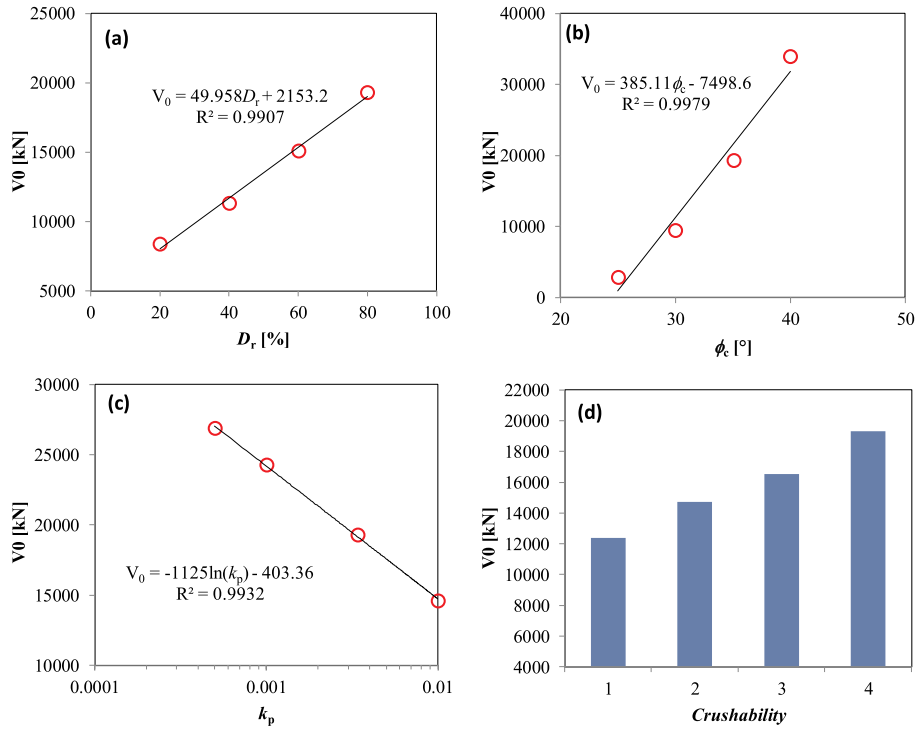 (a)
V0 [kN]
25000
20000
15000
10000
5000
V₀ = 49.958Dᵣ + 2153.2
R² = 0.9907
0 20 40 60 80 100
Dᵣ [%]
(b)
V0 [kN]
40000
30000
20000
10000
0
V₀ = 385.11ϕc - 7498.6
R² = 0.9979
20 30 40 50
ϕc [°]
(c)
V0 [kN]
30000
25000
20000
15000
10000
V₀ = -1125ln(kₚ) - 403.36
R² = 0.9932
0.0001 0.001 0.01
kₚ
(d)
V0 [kN]
22000
20000
18000
16000
14000
12000
10000
8000
6000
4000
1 2 3 4
Crushability